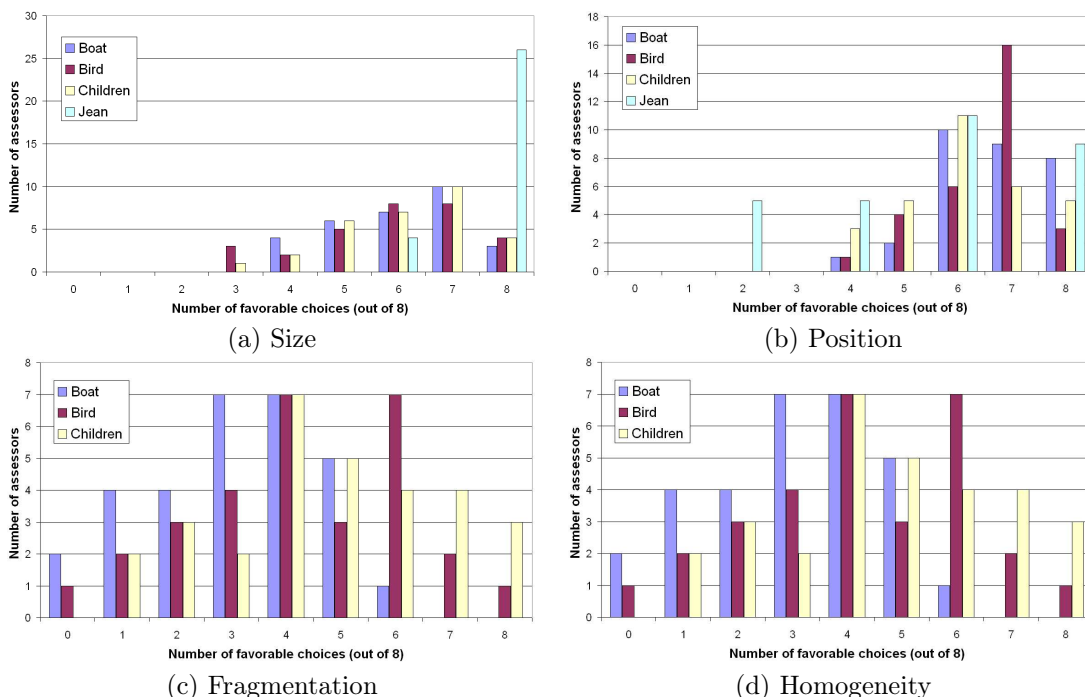 30
25
20
15
10
5
0
Number of assessors
Boat
Bird
Children
Jean
0 1 2 3 4 5 6 7 8
Number of favorable choices (out of 8)
(a) Size
18
16
14
12
10
8
6
4
2
0
Number of assessors
Boat
Bird
Children
Jean
0 1 2 3 4 5 6 7 8
Number of favorable choices (out of 8)
(b) Position
8
7
6
5
4
3
2
1
0
Number of assessors
Boat
Bird
Children
0 1 2 3 4 5 6 7 8
Number of favorable choices (out of 8)
(c) Fragmentation
8
7
6
5
4
3
2
1
0
Number of assessors
Boat
Bird
Children
0 1 2 3 4 5 6 7 8
Number of favorable choices (out of 8)
(d) Homogeneity